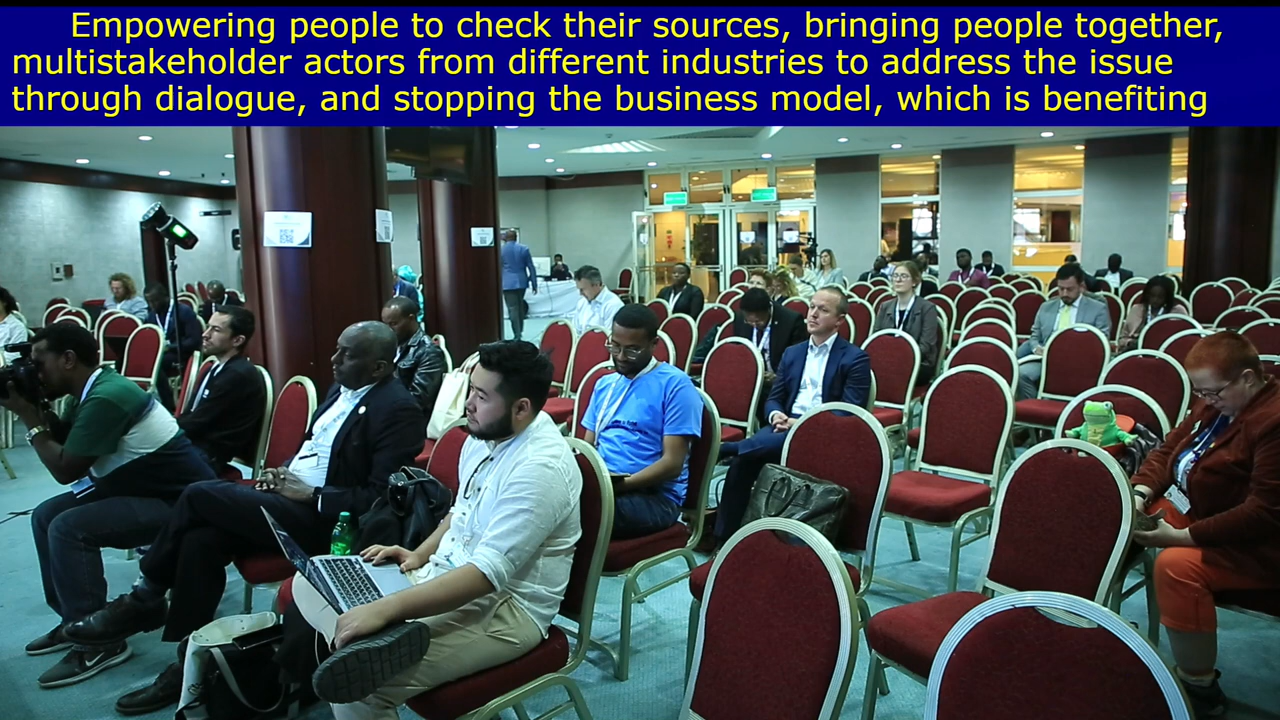 Empowering people to check their sources, bringing people together,
multistakeholder actors from different industries to address the issue
through dialogue, and stopping the business model, which is benefiting